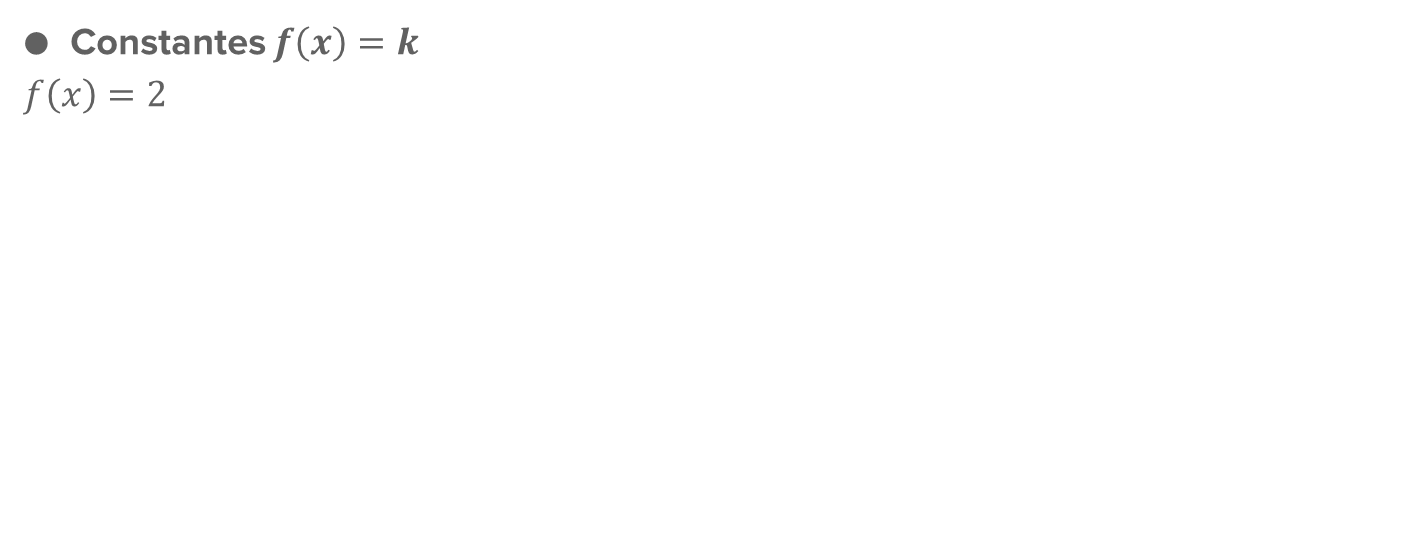 ● Constantes f(x) = k
f(x) = 2